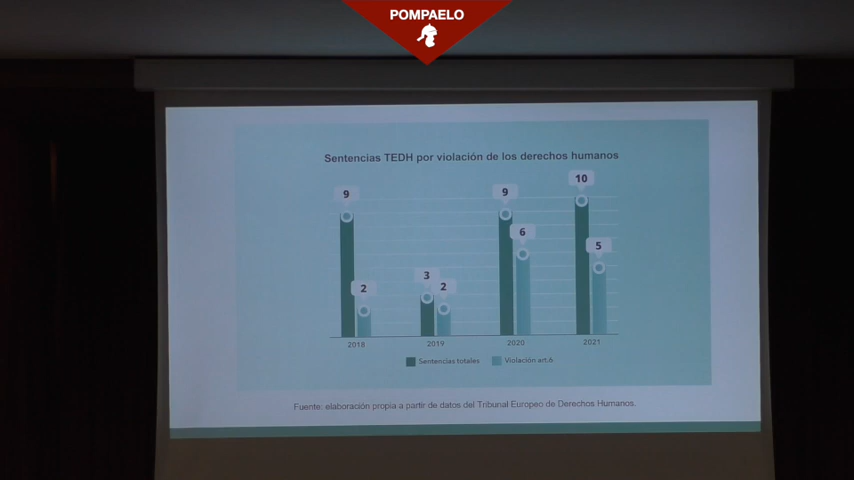 POMPAELO
Sentencias TEDH por violación de los derechos humanos
9
2
3
2
9
6
10
5
2018
2019
2020
2021
Sentencias totales
Violación art.6
Fuente: elaboración propia a partir de datos del Tribunal Europeo de Derechos Humanos.